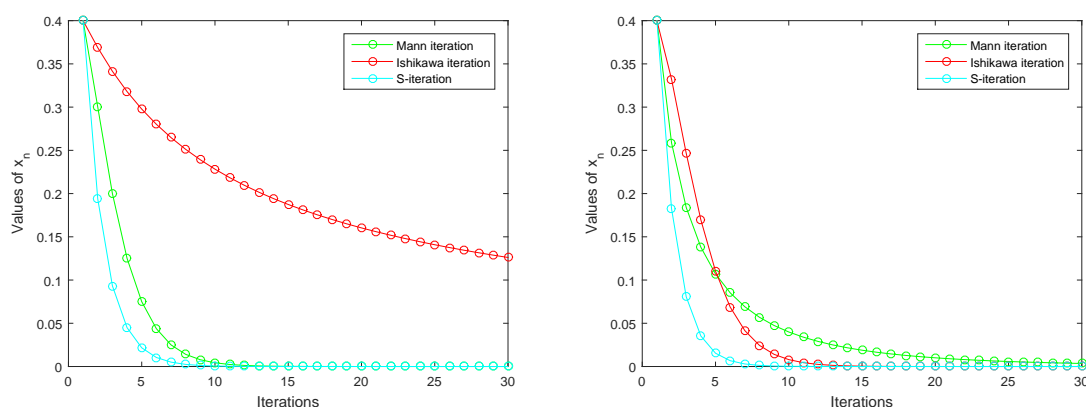 0.4
0.35
0.3
0.25
0.2
0.15
0.1
0.05
0
Values of x_n
0 5 10 15 20 25 30
Iterations
Mann iteration
Ishikawa iteration
S-iteration
0.4
0.35
0.3
0.25
0.2
0.15
0.1
0.05
0
Values of x_n
0 5 10 15 20 25 30
Iterations
Mann iteration
Ishikawa iteration
S-iteration